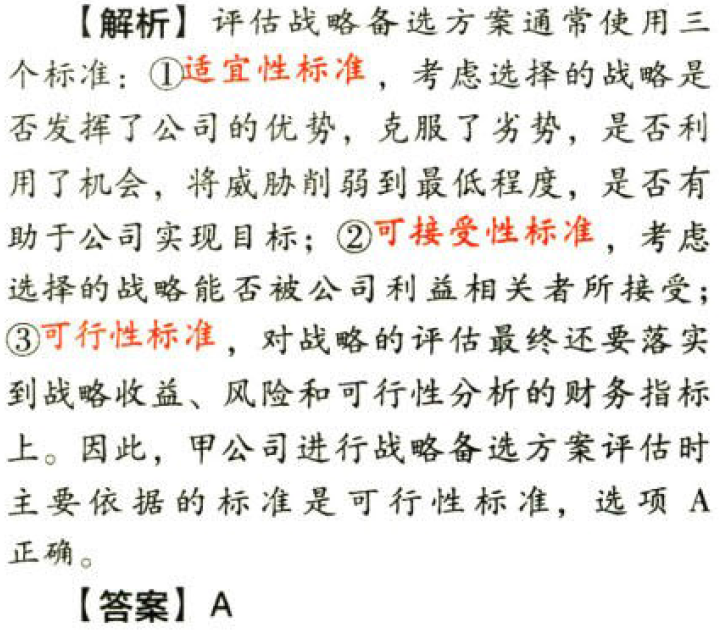 【解析】评估战略备选方案通常使用三
个标准：①适宜性标准，考虑选择的战略是
否发挥了公司的优势，克服了劣势，是否利
用了机会，将威胁削弱到最低程度，是否有
助于公司实现目标；②可接受性标准，考虑
选择的战略能否被公司利益相关者所接受；
③可行性标准，对战略的评估最终还要落实
到战略收益、风险和可行性分析的财务指标
上。因此，甲公司进行战略备选方案评估时
主要依据的标准是可行性标准，选项 A
正确。
【答案】A